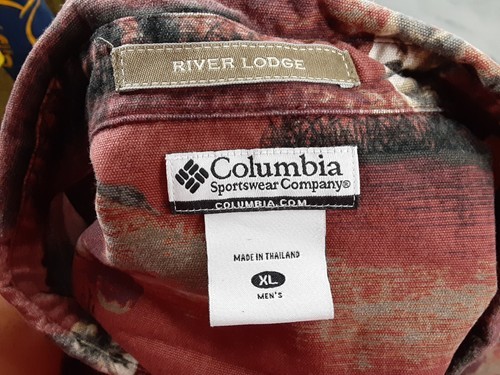 RIVER LODGE
Columbia
Sportswear Company®
COLUMBIA.COM
MADE IN THAILAND
XL
MEN'S